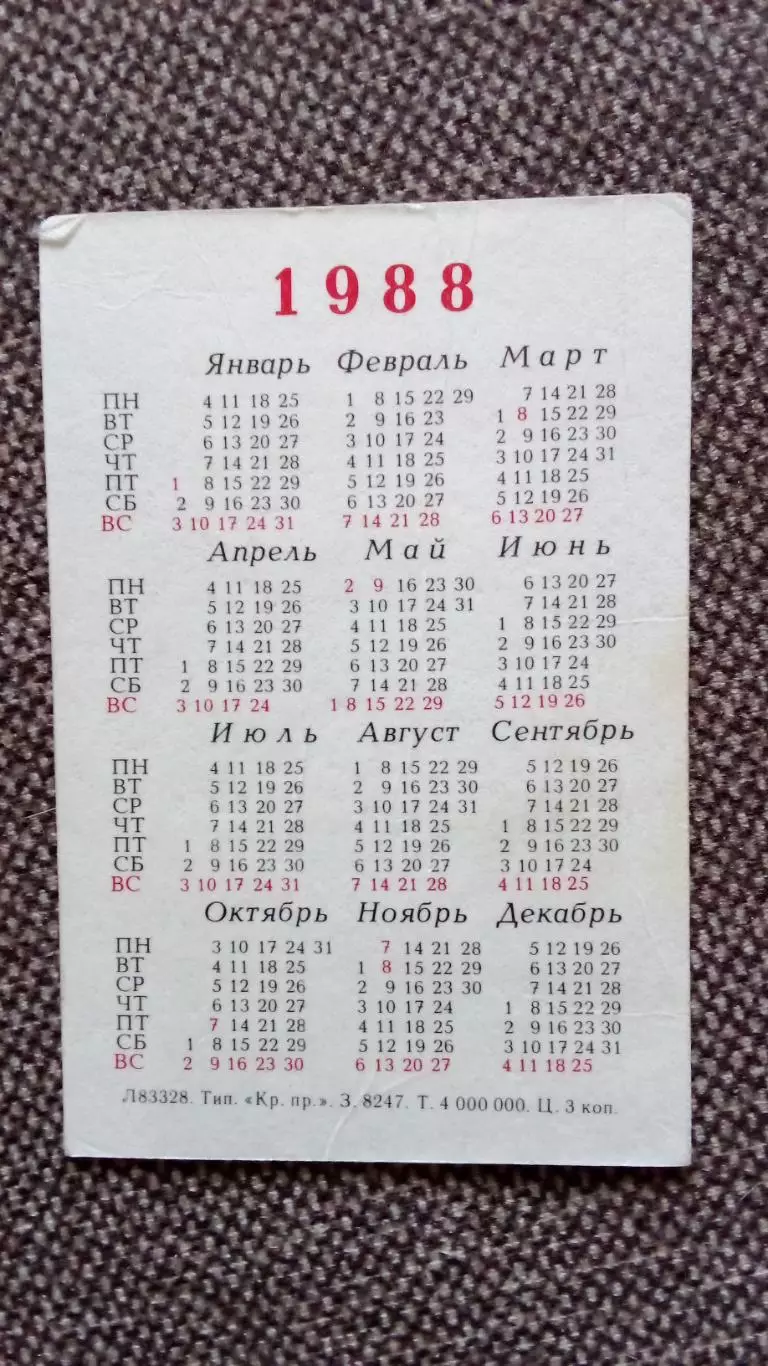 1988
Январь Февраль Март
ПН 4 11 18 25 1 8 15 22 29 7 14 21 28
ВТ 5 12 19 26 2 9 16 23 1 8 15 22 29
СР 6 13 20 27 3 10 17 24 2 9 16 23 30
ЧТ 7 14 21 28 4 11 18 25 3 10 17 24 31
ПТ 1 8 15 22 29 5 12 19 26 4 11 18 25
СБ 2 9 16 23 30 6 13 20 27 5 12 19 26
ВС 3 10 17 24 31 7 14 21 28 6 13 20 27
Апрель Май Июнь
ПН 4 11 18 25 2 9 16 23 30 6 13 20 27
ВТ 5 12 19 26 3 10 17 24 31 7 14 21 28
СР 6 13 20 27 4 11 18 25 1 8 15 22 29
ЧТ 7 14 21 28 5 12 19 26 2 9 16 23 30
ПТ 1 8 15 22 29 6 13 20 27 3 10 17 24
СБ 2 9 16 23 30 7 14 21 28 4 11 18 25
ВС 3 10 17 24 1 8 15 22 29 5 12 19 26
Июль Август Сентябрь
ПН 4 11 18 25 1 8 15 22 29 5 12 19 26
ВТ 5 12 19 26 2 9 16 23 30 6 13 20 27
СР 6 13 20 27 3 10 17 24 31 7 14 21 28
ЧТ 7 14 21 28 4 11 18 25 1 8 15 22 29
ПТ 1 8 15 22 29 5 12 19 26 2 9 16 23 30
СБ 2 9 16 23 30 6 13 20 27 3 10 17 24
ВС 3 10 17 24 31 7 14 21 28 4 11 18 25
Октябрь Ноябрь Декабрь
ПН 3 10 17 24 31 7 14 21 28 5 12 19 26
ВТ 4 11 18 25 1 8 15 22 29 6 13 20 27
СР 5 12 19 26 2 9 16 23 30 7 14 21 28
ЧТ 6 13 20 27 3 10 17 24 1 8 15 22 29
ПТ 7 14 21 28 4 11 18 25 2 9 16 23 30
СБ 1 8 15 22 29 5 12 19 26 3 10 17 24 31
ВС 2 9 16 23 30 6 13 20 27 4 11 18 25
Л83328. Тип. «Кр. пр.». З. 8247. Т. 4 000 000. Ц. 3 коп.